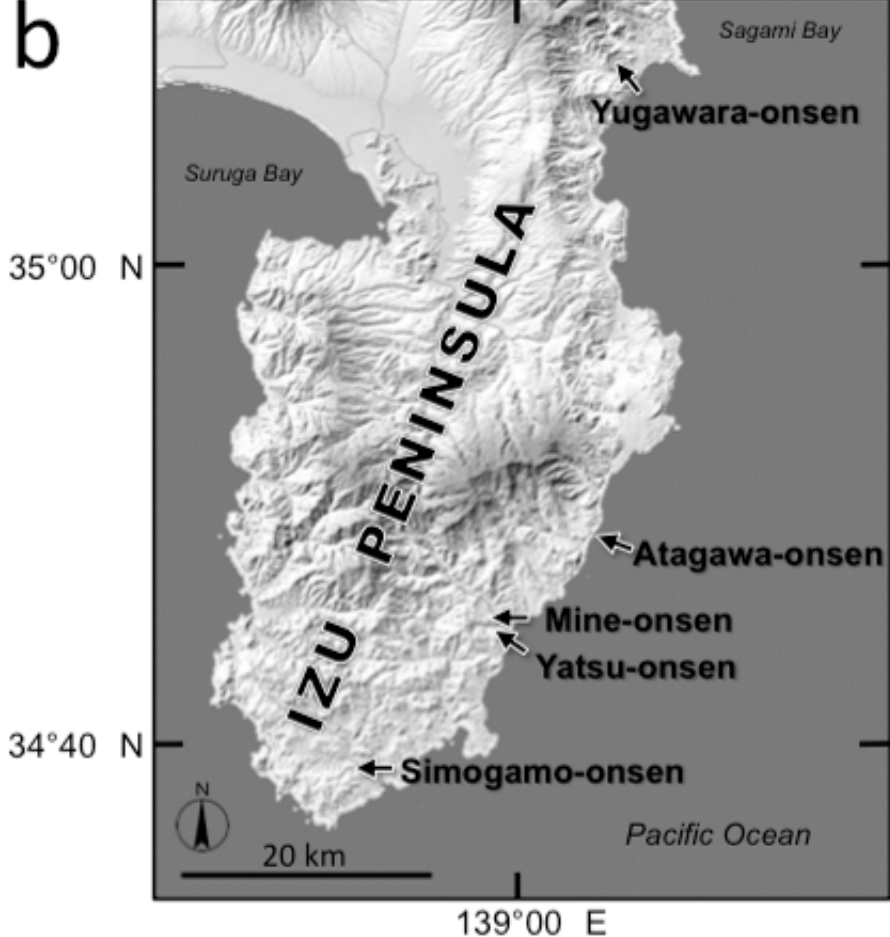 b
Sagami Bay
Yugawara-onsen
Suruga Bay
35°00 N
IZU PENINSULA
Atagawa-onsen
Mine-onsen
Yatsu-onsen
34°40 N
Simogamo-onsen
N
Pacific Ocean
20 km
139°00 E